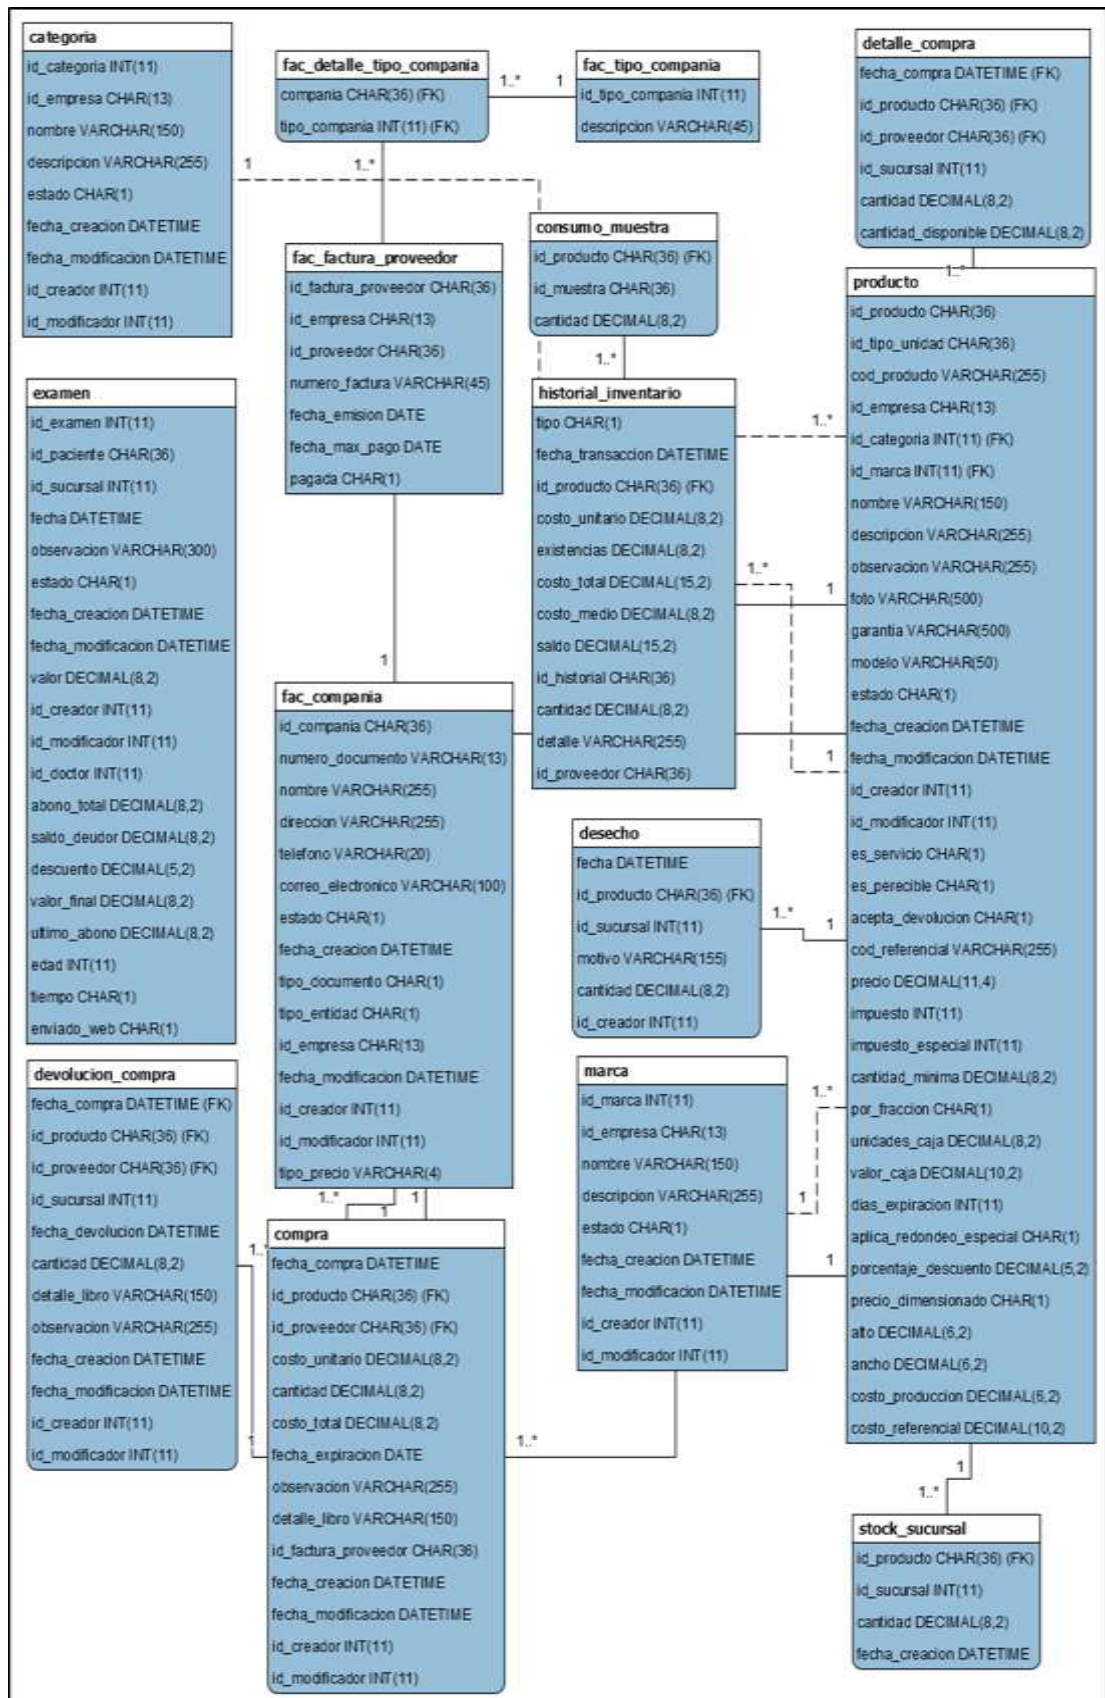 categoria
id_categoria INT(11)
id_empresa CHAR(13)
nombre VARCHAR(150)
descripcion VARCHAR(255)
estado CHAR(1)
fecha_creacion DATETIME
fecha_modificacion DATETIME
id_creador INT(11)
id_modificador INT(11)
fac_detalle_tipo_compania
compania CHAR(36) (FK)
tipo_compania INT(11) (FK)
1..*
1
fac_tipo_compania
id_tipo_compania INT(11)
descripcion VARCHAR(45)
detalle_compra
fecha_compra DATETIME (FK)
id_producto CHAR(36) (FK)
id_proveedor CHAR(36) (FK)
id_sucursal INT(11)
cantidad DECIMAL(8,2)
cantidad_disponible DECIMAL(8,2)
1
1..*
1..*
consumo_muestra
id_producto CHAR(36) (FK)
id_muestra CHAR(36)
cantidad DECIMAL(8,2)
1..*
fac_factura_proveedor
id_factura_proveedor CHAR(36)
id_empresa CHAR(13)
id_proveedor CHAR(36)
numero_factura VARCHAR(45)
fecha_emision DATE
fecha_max_pago DATE
pagada CHAR(1)
1
examen
id_examen INT(11)
id_paciente CHAR(36)
id_sucursal INT(11)
fecha DATETIME
observacion VARCHAR(300)
estado CHAR(1)
fecha_creacion DATETIME
fecha_modificacion DATETIME
valor DECIMAL(8,2)
id_creador INT(11)
id_modificador INT(11)
id_doctor INT(11)
abono_total DECIMAL(8,2)
saldo_deudor DECIMAL(8,2)
descuento DECIMAL(5,2)
valor_final DECIMAL(8,2)
ultimo_abono DECIMAL(8,2)
edad INT(11)
tiempo CHAR(1)
enviado_web CHAR(1)
historial_inventario
tipo CHAR(1)
fecha_transaccion DATETIME
id_producto CHAR(36) (FK)
costo_unitario DECIMAL(8,2)
existencias DECIMAL(8,2)
costo_total DECIMAL(15,2)
costo_medio DECIMAL(8,2)
saldo DECIMAL(15,2)
id_historial CHAR(36)
cantidad DECIMAL(8,2)
detalle VARCHAR(255)
id_proveedor CHAR(36)
1..*
1..*
1
1
producto
id_producto CHAR(36)
id_tipo_unidad CHAR(36)
cod_producto VARCHAR(255)
id_empresa CHAR(13)
id_categoria INT(11) (FK)
id_marca INT(11) (FK)
nombre VARCHAR(150)
descripcion VARCHAR(255)
observacion VARCHAR(255)
foto VARCHAR(500)
garantia VARCHAR(500)
modelo VARCHAR(50)
estado CHAR(1)
fecha_creacion DATETIME
fecha_modificacion DATETIME
id_creador INT(11)
id_modificador INT(11)
es_servicio CHAR(1)
es_perecible CHAR(1)
acepta_devolucion CHAR(1)
cod_referencial VARCHAR(255)
precio DECIMAL(11,4)
impuesto INT(11)
impuesto_especial INT(11)
cantidad_minima DECIMAL(8,2)
por_fraccion CHAR(1)
unidades_caja DECIMAL(8,2)
valor_caja DECIMAL(10,2)
dias_expiracion INT(11)
aplica_redondeo_especial CHAR(1)
porcentaje_descuento DECIMAL(5,2)
precio_dimensionado CHAR(1)
alto DECIMAL(6,2)
ancho DECIMAL(6,2)
costo_produccion DECIMAL(6,2)
costo_referencial DECIMAL(10,2)
fac_compania
id_compania CHAR(36)
numero_documento VARCHAR(13)
nombre VARCHAR(255)
direccion VARCHAR(255)
telefono VARCHAR(20)
correo_electronico VARCHAR(100)
estado CHAR(1)
fecha_creacion DATETIME
tipo_documento CHAR(1)
tipo_entidad CHAR(1)
id_empresa CHAR(13)
fecha_modificacion DATETIME
id_creador INT(11)
id_modificador INT(11)
tipo_precio VARCHAR(4)
desecho
fecha DATETIME
id_producto CHAR(36) (FK)
id_sucursal INT(11)
motivo VARCHAR(155)
cantidad DECIMAL(8,2)
id_creador INT(11)
1..*
1
marca
id_marca INT(11)
id_empresa CHAR(13)
nombre VARCHAR(150)
descripcion VARCHAR(255)
estado CHAR(1)
fecha_creacion DATETIME
fecha_modificacion DATETIME
id_creador INT(11)
id_modificador INT(11)
1..*
1
1
devolucion_compra
fecha_compra DATETIME (FK)
id_producto CHAR(36) (FK)
id_proveedor CHAR(36) (FK)
id_sucursal INT(11)
fecha_devolucion DATETIME
cantidad DECIMAL(8,2)
detalle_libro VARCHAR(150)
observacion VARCHAR(255)
fecha_creacion DATETIME
fecha_modificacion DATETIME
id_creador INT(11)
id_modificador INT(11)
1..*
1
1..*
1
1
compra
fecha_compra DATETIME
id_producto CHAR(36) (FK)
id_proveedor CHAR(36) (FK)
costo_unitario DECIMAL(8,2)
cantidad DECIMAL(8,2)
costo_total DECIMAL(8,2)
fecha_expiracion DATE
observacion VARCHAR(255)
detalle_libro VARCHAR(150)
id_factura_proveedor CHAR(36)
fecha_creacion DATETIME
fecha_modificacion DATETIME
id_creador INT(11)
id_modificador INT(11)
1..*
1
1..*
stock_sucursal
id_producto CHAR(36) (FK)
id_sucursal INT(11)
cantidad DECIMAL(8,2)
fecha_creacion DATETIME